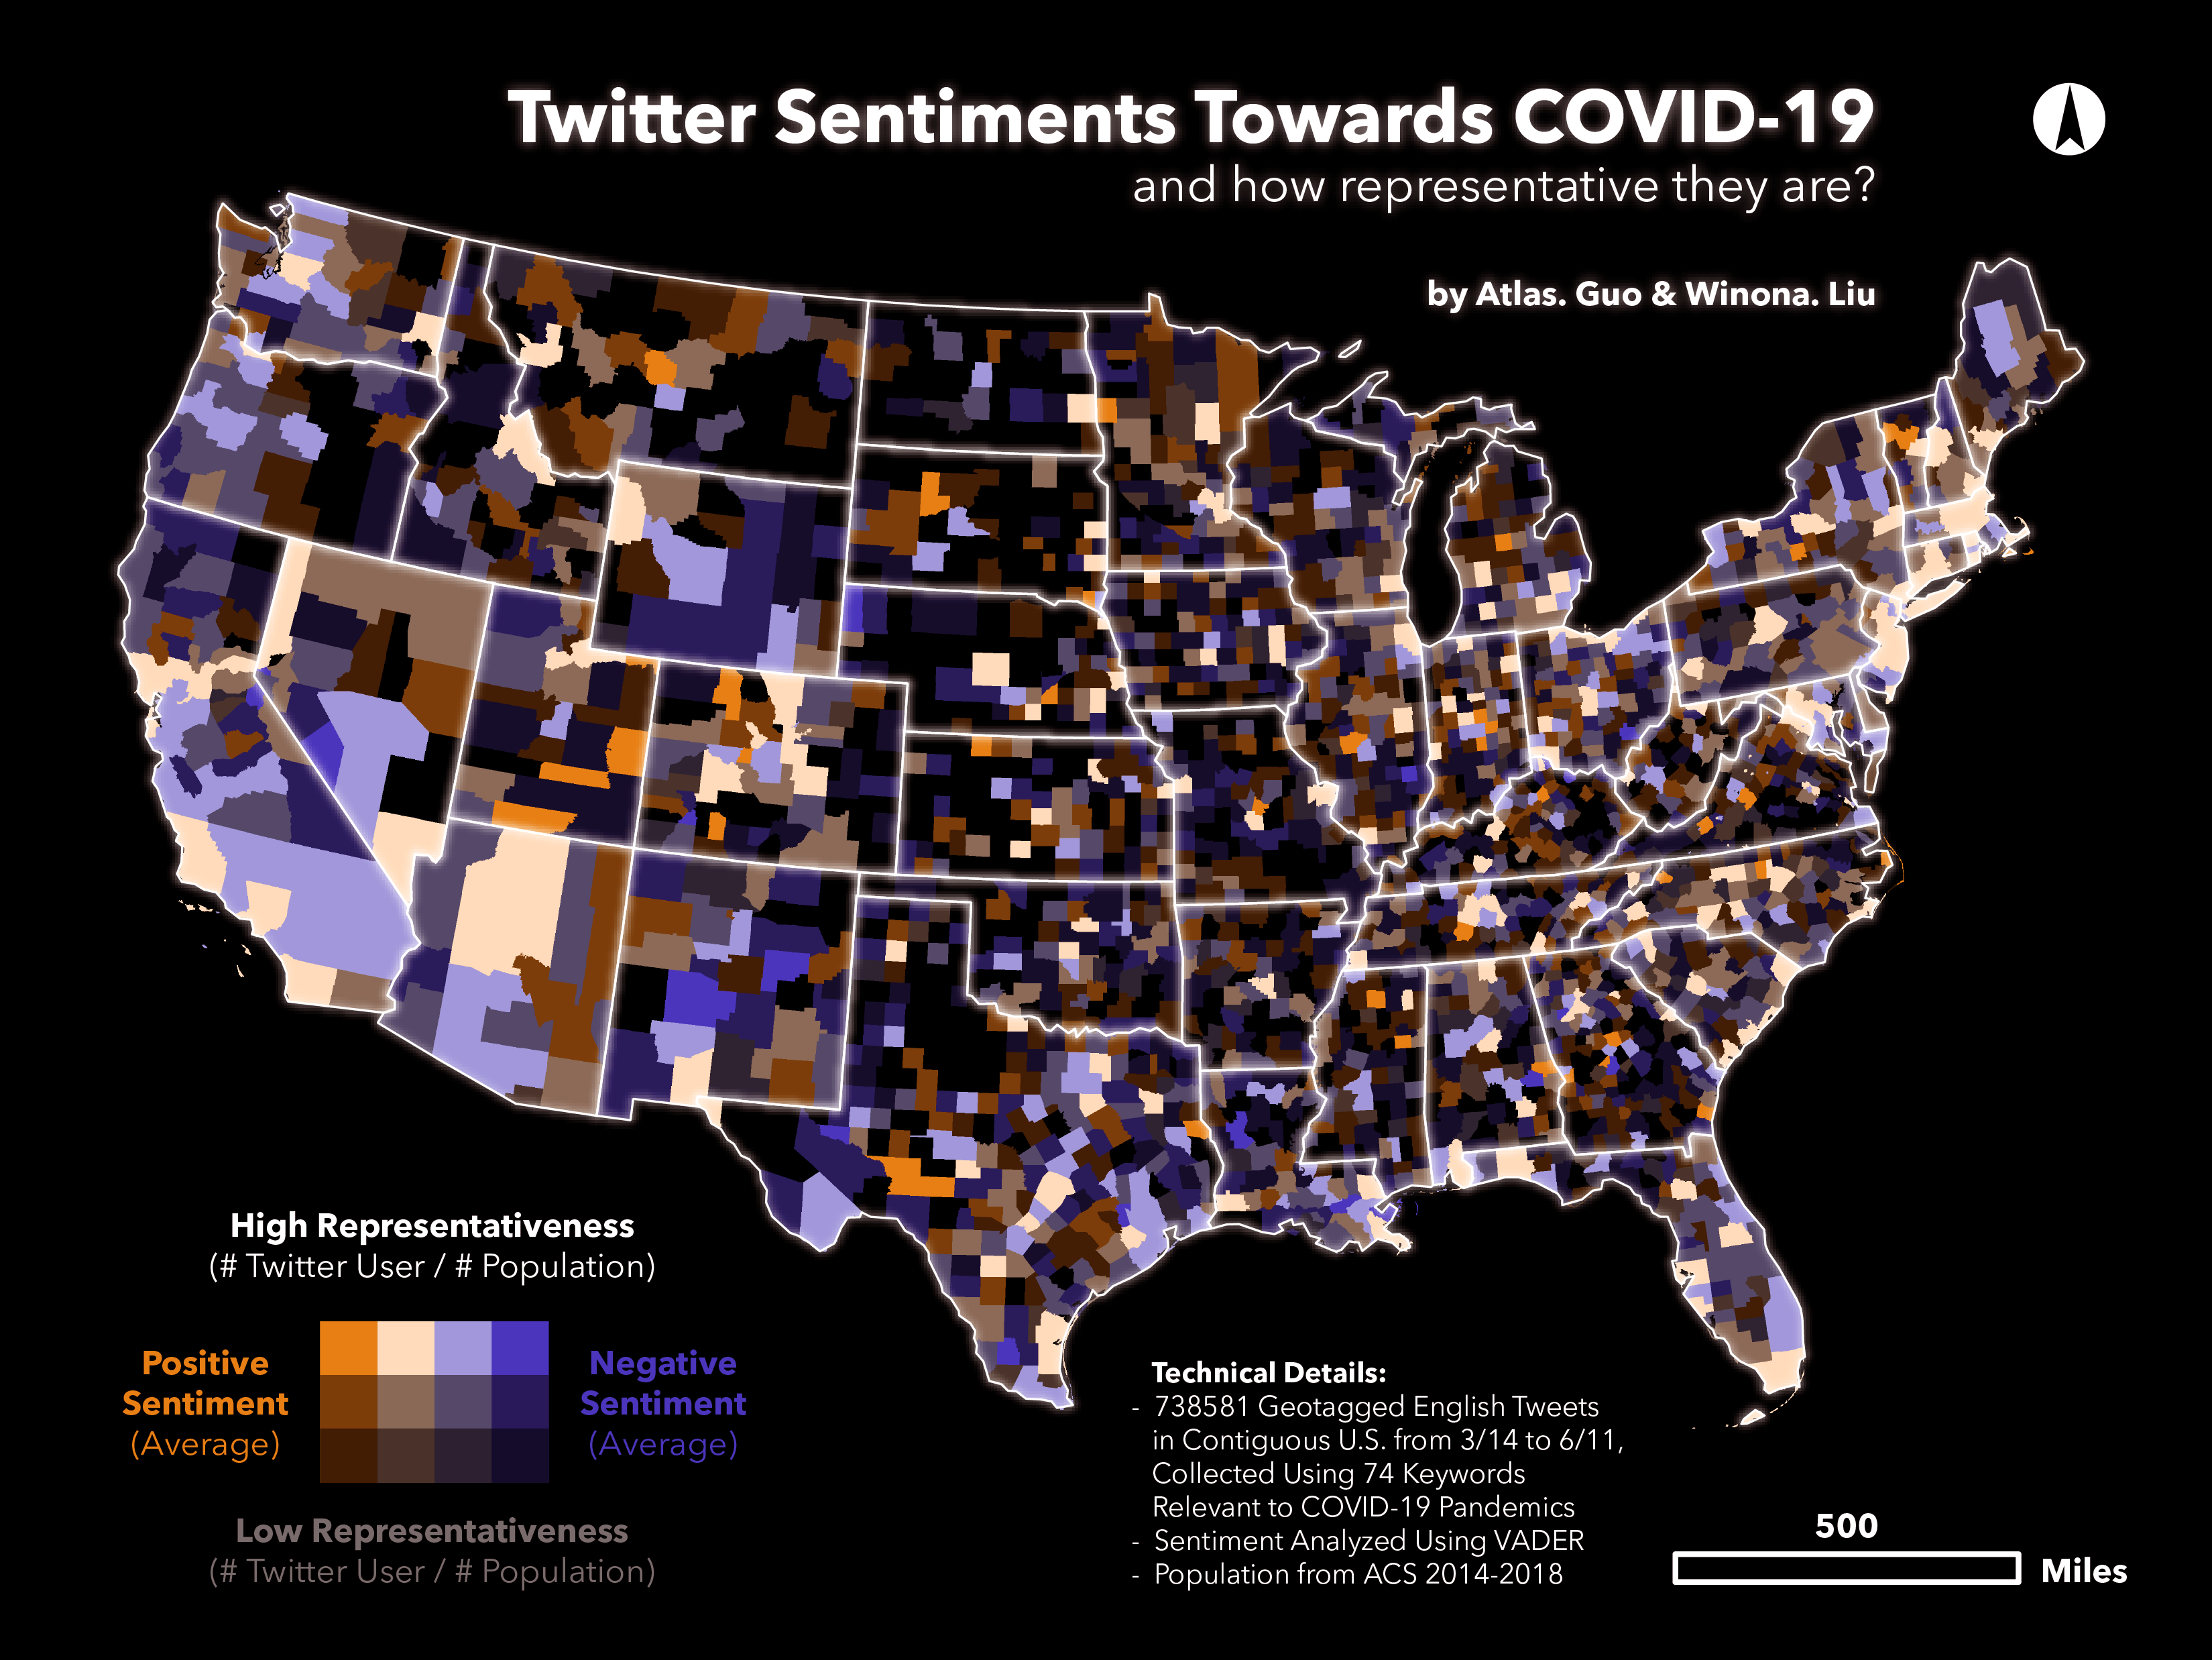 Twitter Sentiments Towards COVID-19
and how representative they are?
by Atlas. Guo & Winona. Liu
High Representativeness
(# Twitter User / # Population)
Positive
Sentiment
(Average)
Negative
Sentiment
(Average)
Low Representativeness
(# Twitter User / # Population)
Technical Details:
- 738581 Geotagged English Tweets
in Contiguous U.S. from 3/14 to 6/11,
Collected Using 74 Keywords
Relevant to COVID-19 Pandemics
- Sentiment Analyzed Using VADER
- Population from ACS 2014-2018
500
Miles